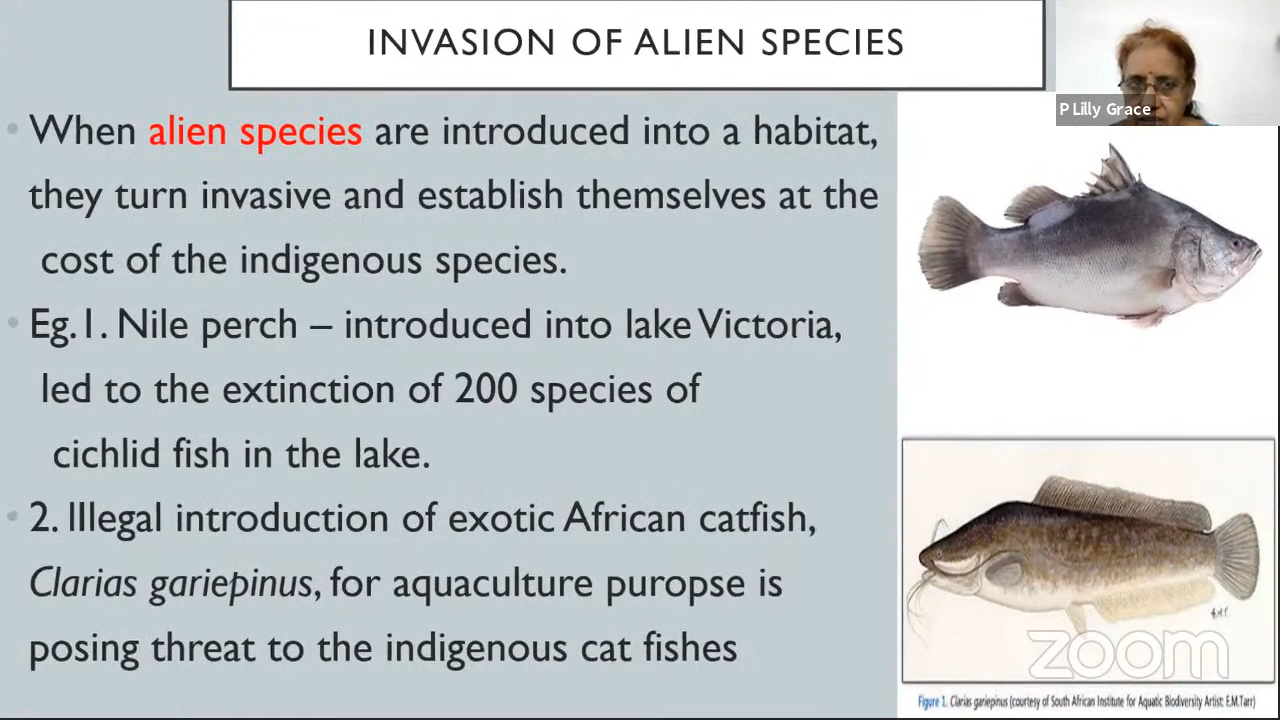 INVASION OF ALIEN SPECIES
P Lilly Grace
• When alien species are introduced into a habitat,
they turn invasive and establish themselves at the
cost of the indigenous species.
• Eg.1. Nile perch – introduced into lake Victoria,
led to the extinction of 200 species of
cichlid fish in the lake.
• 2. Illegal introduction of exotic African catfish,
Clarias gariepinus, for aquaculture puropse is
posing threat to the indigenous cat fishes
zoom
Figure 1. Clarias gariepinus (courtesy of South African Institute for Aquatic Biodiversity Artist: E.M.Tarr)